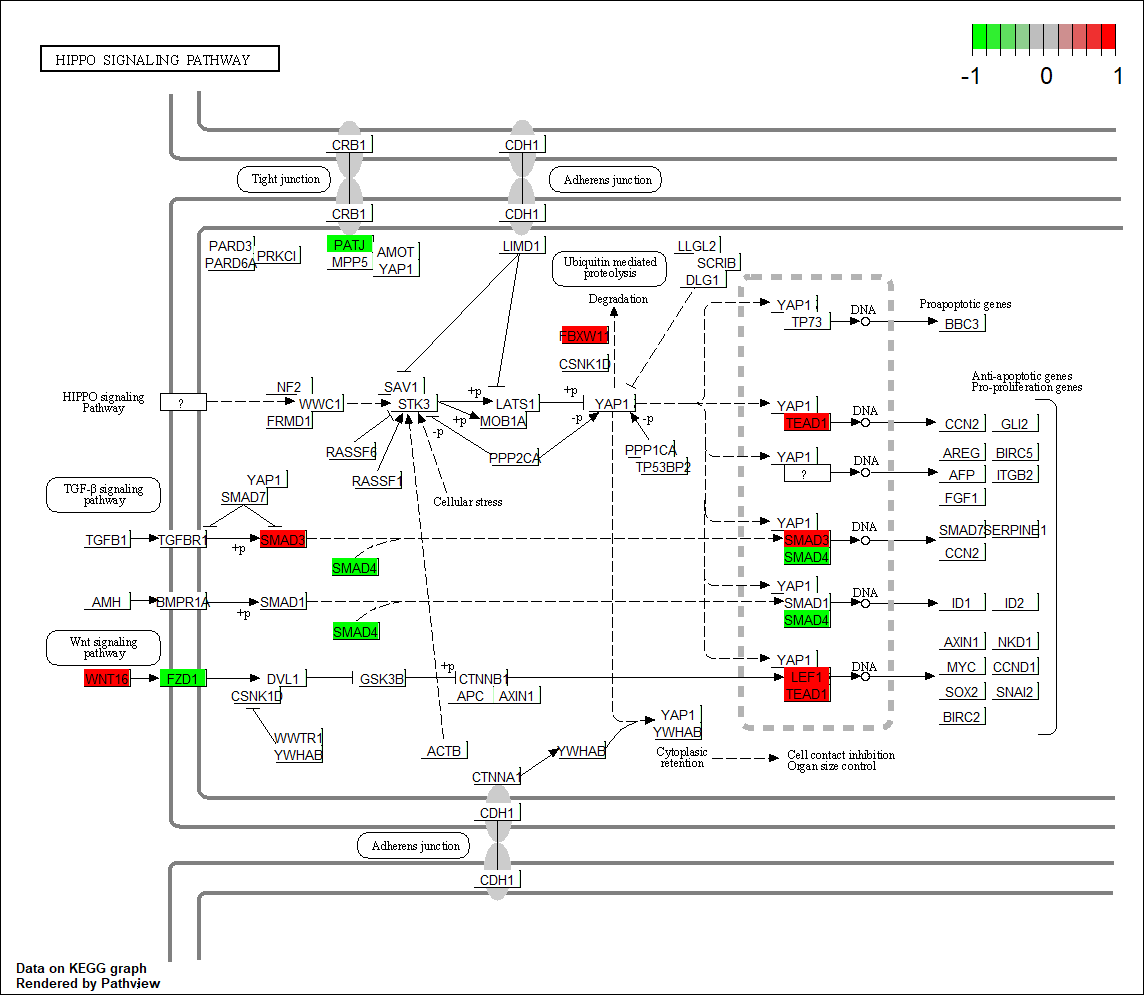 HIPPO SIGNALING PATHWAY
-1 0 1
CRB1
CDH1
Tight junction
Adherens junction
CRB1
CDH1
PARD3
PARD6A
PRKCI
PATJ
MPP5
AMOT
YAP1
LIMD1
Ubiquitin mediated
proteolysis
LLGL2
SCRIB
DLG1
Degradation
FBXW11
CSNK1D
YAP1
TP73
DNA
Proapoptotic genes
BBC3
HIPPO signaling
Pathway
?
NF2
WWC1
FRMD1
SAV1
STK3
+p
LATS1
+p
MOB1A
+p
YAP1
-p
-p
RASSF6
RASSF1
PPP2CA
PPP1CA
TP53BP2
Cellular stress
Anti-apoptotic genes
Pro-proliferation genes
YAP1
TEAD1
DNA
CCN2
GLI2
YAP1
?
DNA
AREG
BIRC5
AFP
ITGB2
FGF1
TGF-β signaling
pathway
YAP1
SMAD7
TGFB1
TGFBR1
+p
SMAD3
SMAD4
YAP1
SMAD3
SMAD4
DNA
SMAD7
SERPINE1
CCN2
AMH
BMPR1A
+p
SMAD1
SMAD4
YAP1
SMAD1
SMAD4
DNA
ID1
ID2
Wnt signaling
pathway
WNT16
FZD1
DVL1
CSNK1D
GSK3B
+p
CTNNB1
APC
AXIN1
YAP1
LEF1
TEAD1
DNA
AXIN1
NKD1
MYC
CCND1
SOX2
SNAI2
BIRC2
WWTR1
YWHAB
ACTB
YWHAB
YAP1
YWHAB
Cytoplasic
retention
Cell contact inhibition
Organ size control
CTNNA1
CDH1
Adherens junction
CDH1
Data on KEGG graph
Rendered by Pathview